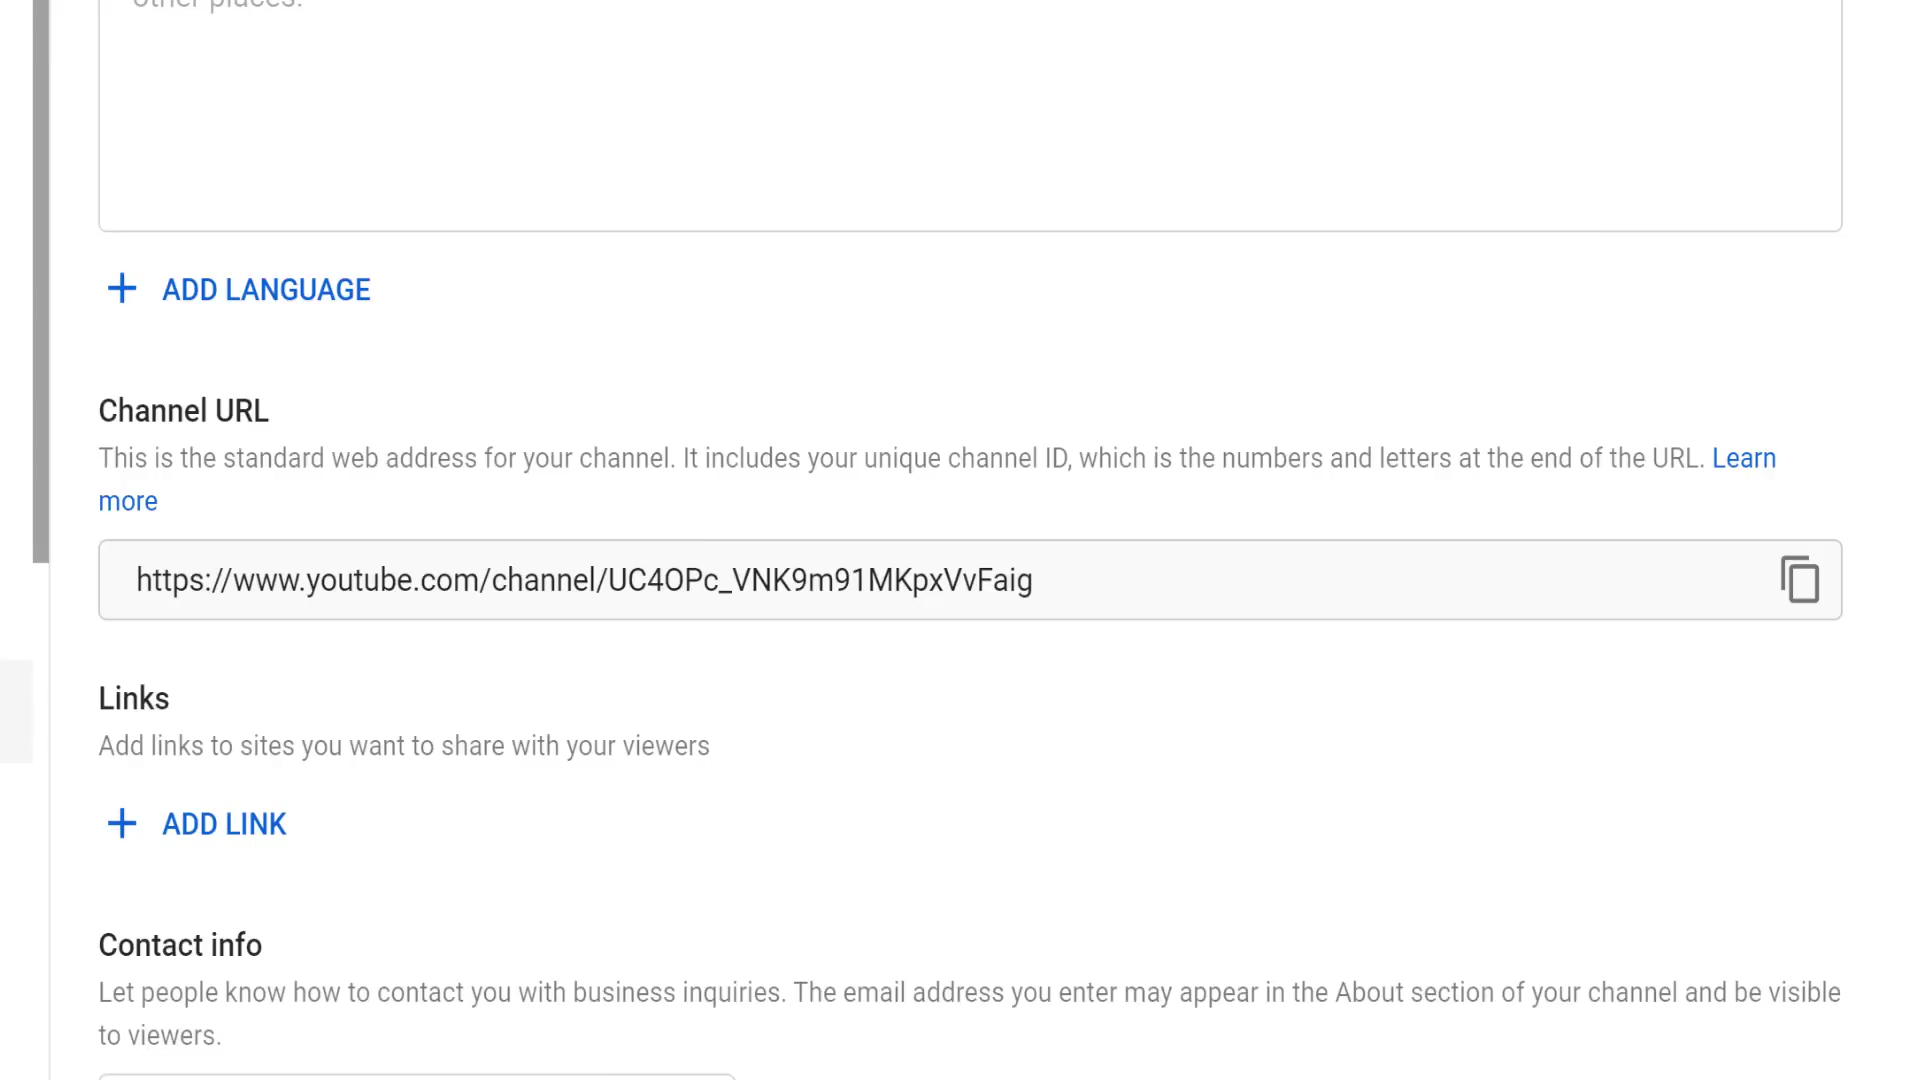 other places.
ADD LANGUAGE
Channel URL
This is the standard web address for your channel. It includes your unique channel ID, which is the numbers and letters at the end of the URL. Learn
more
https://www.youtube.com/channel/UC4OPc_VNK9m91MKpxVvFaig
Links
Add links to sites you want to share with your viewers
ADD LINK
Contact info
Let people know how to contact you with business inquiries. The email address you enter may appear in the About section of your channel and be visible
to viewers.